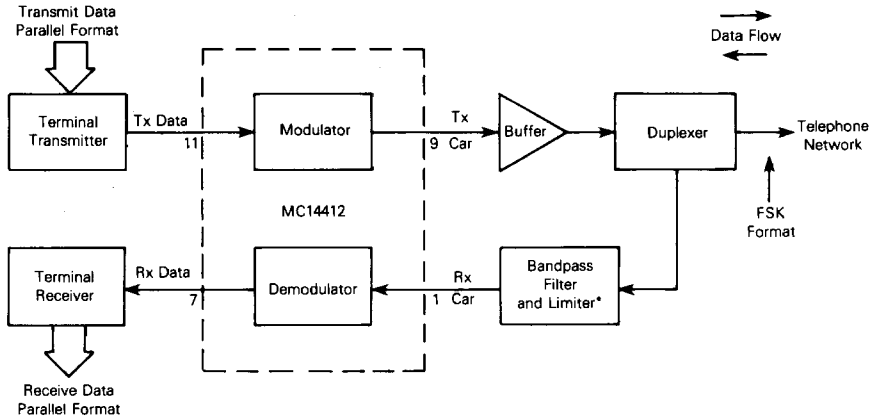 Transmit Data
Parallel Format
Data Flow
Terminal
Transmitter
Tx Data
11
Modulator
Tx
9 Car
Buffer
Duplexer
Telephone
Network
MC14412
FSK
Format
Terminal
Receiver
Rx Data
7
Demodulator
Rx
1 Car
Bandpass
Filter
and Limiter*
Receive Data
Parallel Format